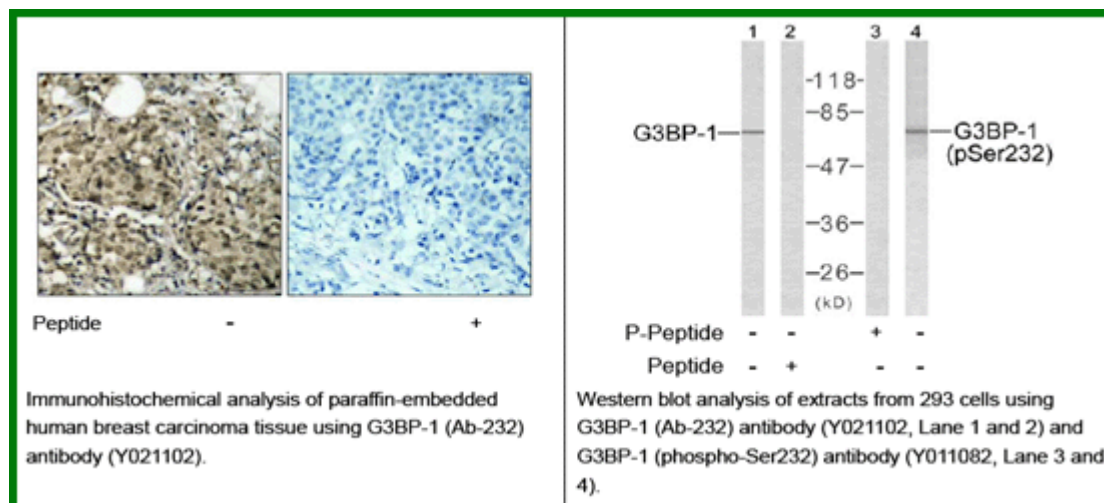 Peptide - +
Immunohistochemical analysis of paraffin-embedded
human breast carcinoma tissue using G3BP-1 (Ab-232)
antibody (Y021102).
1 2 3 4
-118-
-85-
G3BP-1 G3BP-1
(pSer232)
-47-
-36-
-26-
(kD)
P-Peptide - - + -
Peptide - + - -
Western blot analysis of extracts from 293 cells using
G3BP-1 (Ab-232) antibody (Y021102, Lane 1 and 2) and
G3BP-1 (phospho-Ser232) antibody (Y011082, Lane 3 and
4).